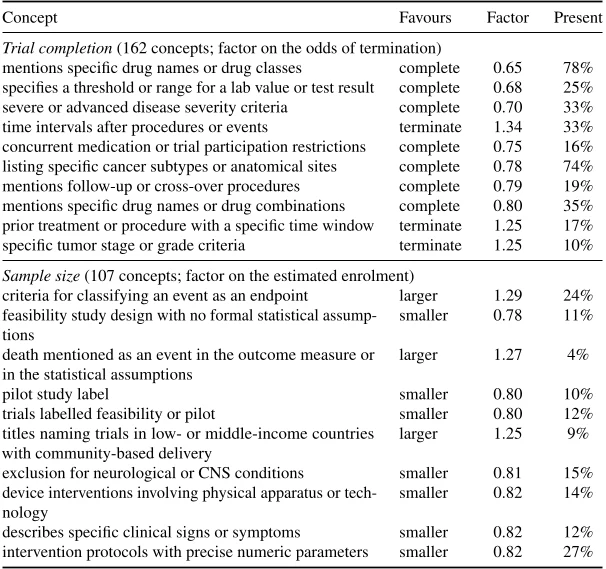 Concept Favours Factor Present
Trial completion (162 concepts; factor on the odds of termination)
mentions specific drug names or drug classes complete 0.65 78%
specifies a threshold or range for a lab value or test result complete 0.68 25%
severe or advanced disease severity criteria complete 0.70 33%
time intervals after procedures or events terminate 1.34 33%
concurrent medication or trial participation restrictions complete 0.75 16%
listing specific cancer subtypes or anatomical sites complete 0.78 74%
mentions follow-up or cross-over procedures complete 0.79 19%
mentions specific drug names or drug combinations complete 0.80 35%
prior treatment or procedure with a specific time window terminate 1.25 17%
specific tumor stage or grade criteria terminate 1.25 10%
Sample size (107 concepts; factor on the estimated enrolment)
criteria for classifying an event as an endpoint larger 1.29 24%
feasibility study design with no formal statistical assump- smaller 0.78 11%
tions
death mentioned as an event in the outcome measure or larger 1.27 4%
in the statistical assumptions
pilot study label smaller 0.80 10%
trials labelled feasibility or pilot smaller 0.80 12%
titles naming trials in low- or middle-income countries larger 1.25 9%
with community-based delivery
exclusion for neurological or CNS conditions smaller 0.81 15%
device interventions involving physical apparatus or tech- smaller 0.82 14%
nology
describes specific clinical signs or symptoms smaller 0.82 12%
intervention protocols with precise numeric parameters smaller 0.82 27%